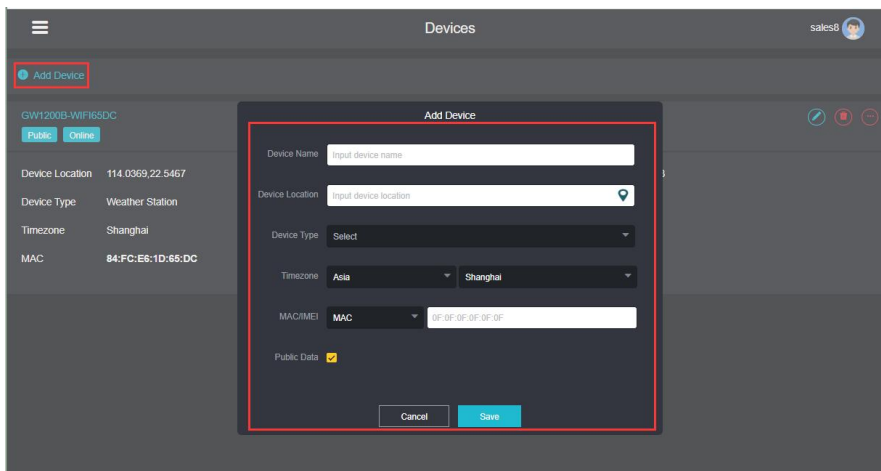 Devices
sales8
Add Device
GW1200B-WIFI65DC
Public Online
Device Location 114.0369,22.5467
Device Type Weather Station
Timezone Shanghai
MAC 84:FC:E6:1D:65:DC
Add Device
Device Name Input device name
Device Location Input device location
Device Type Select
Timezone Asia Shanghai
MAC/IMEI MAC 0F:0F:0F:0F:0F:0F
Public Data
Cancel Save